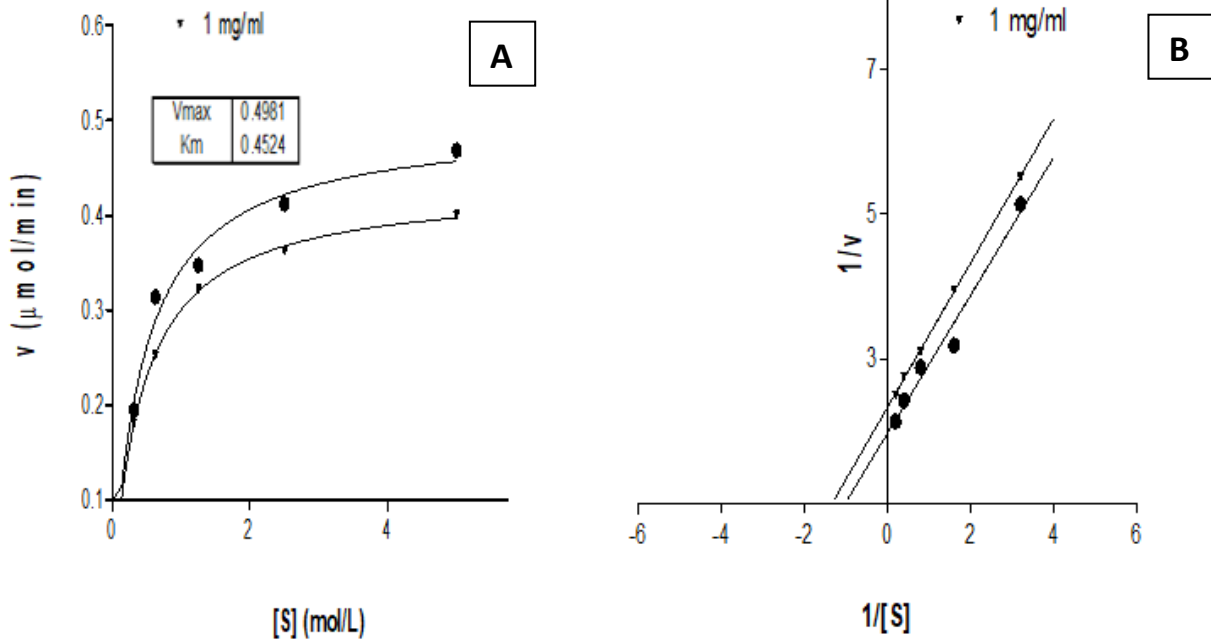 1 mg/ml
A
Vmax 0.4981
Km 0.4524
0.6
0.5
0.4
0.3
0.2
0.1
v (μmol/min)
0 2 4
[S] (mol/L)
1 mg/ml
B
7
5
3
1/v
-6 -4 -2 0 2 4 6
1/[S]